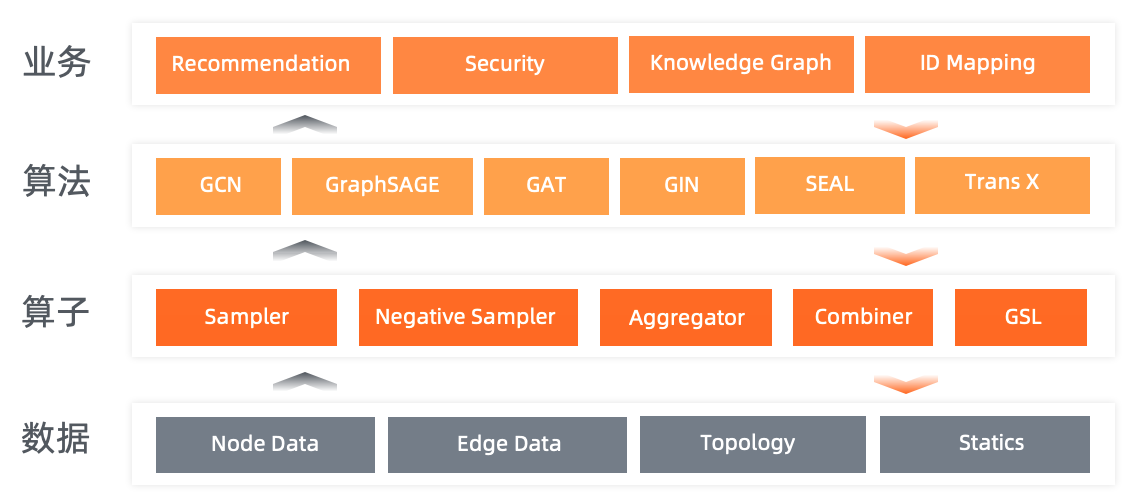 业务
Recommendation
Security
Knowledge Graph
ID Mapping
算法
GCN
GraphSAGE
GAT
GIN
SEAL
Trans X
算子
Sampler
Negative Sampler
Aggregator
Combiner
GSL
数据
Node Data
Edge Data
Topology
Statics